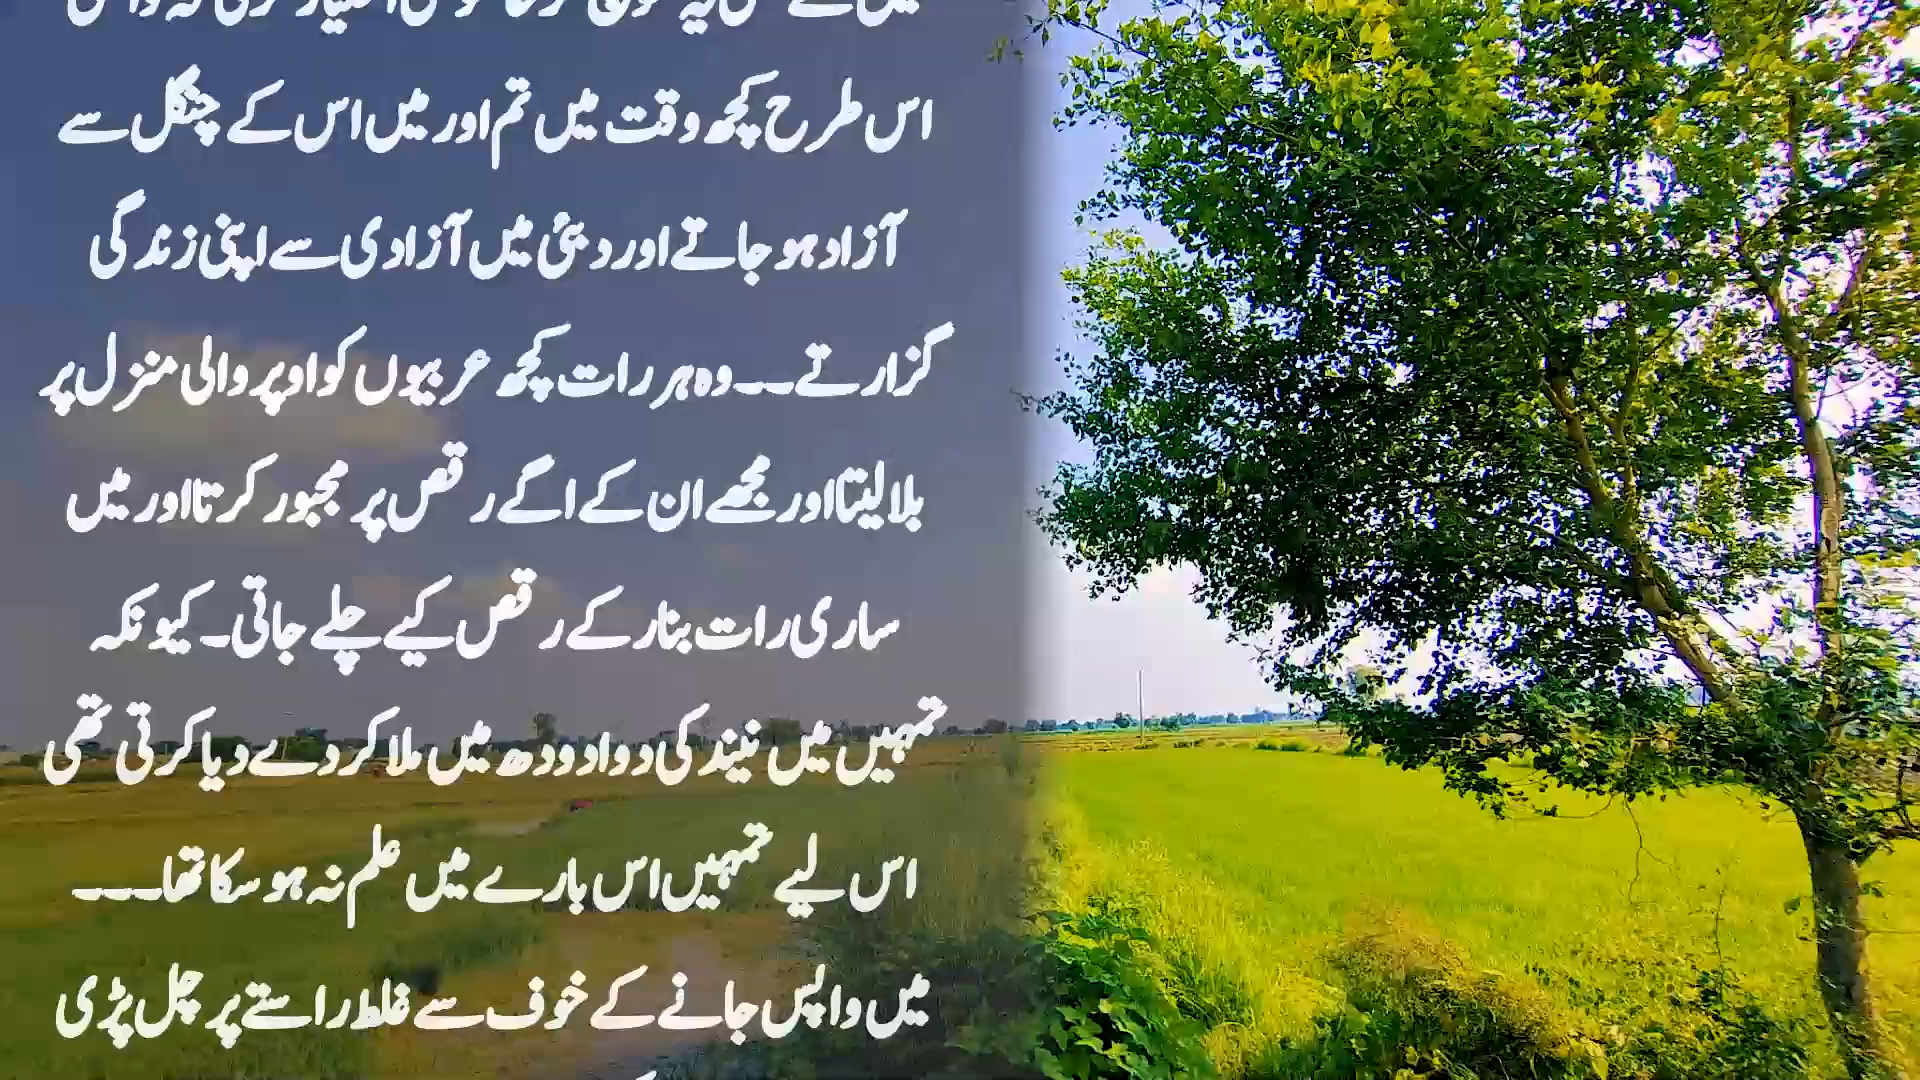 اس طرح کچھ وقت میں تم اور میں اس کے چنگل سے
آزاد ہو جاتے اور دبئی میں آزادی سے اپنی زندگی
گزارتے ۔۔۔ وہ ہر رات کچھ عربیوں کو اوپر والی منزل پر
بلا لیتا اور مجھے ان کے اگے رقص پر مجبور کرتا اور میں
ساری رات بنا رکے رقص کیے چلے جاتی ۔ کیونکہ
تمہیں میں نیند کی دوا دودھ میں ملا کر دے دیا کرتی تھی
اس لیے تمہیں اس بارے میں علم نہ ہو سکا تھا ۔۔۔۔
میں واپس جانے کے خوف سے غلط راستے پر چل پڑی